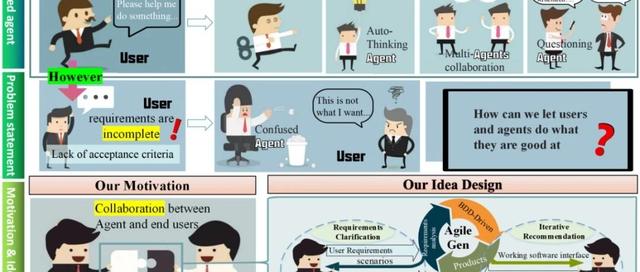 ed agent
Please help me
do something...
User
Auto-
Thinking
Agent
Multi-Agents
collaboration
Questioning
Agent
However
Problem statement
User
requirements are
incomplete
!
Lack of acceptance criteria
Confused
Agent
This is not
what I want...
User
How can we let users
and agents do what
they are good at
?
Motivation & Id
Our Motivation
Collaboration between
Agent and end users
Our Idea Design
Requirements
Clarification
User Requirements
scenarios
Requirements
analysis
BDD-Driven
Agile
Gen
Products
Iterative
Recommendation
Working software interface